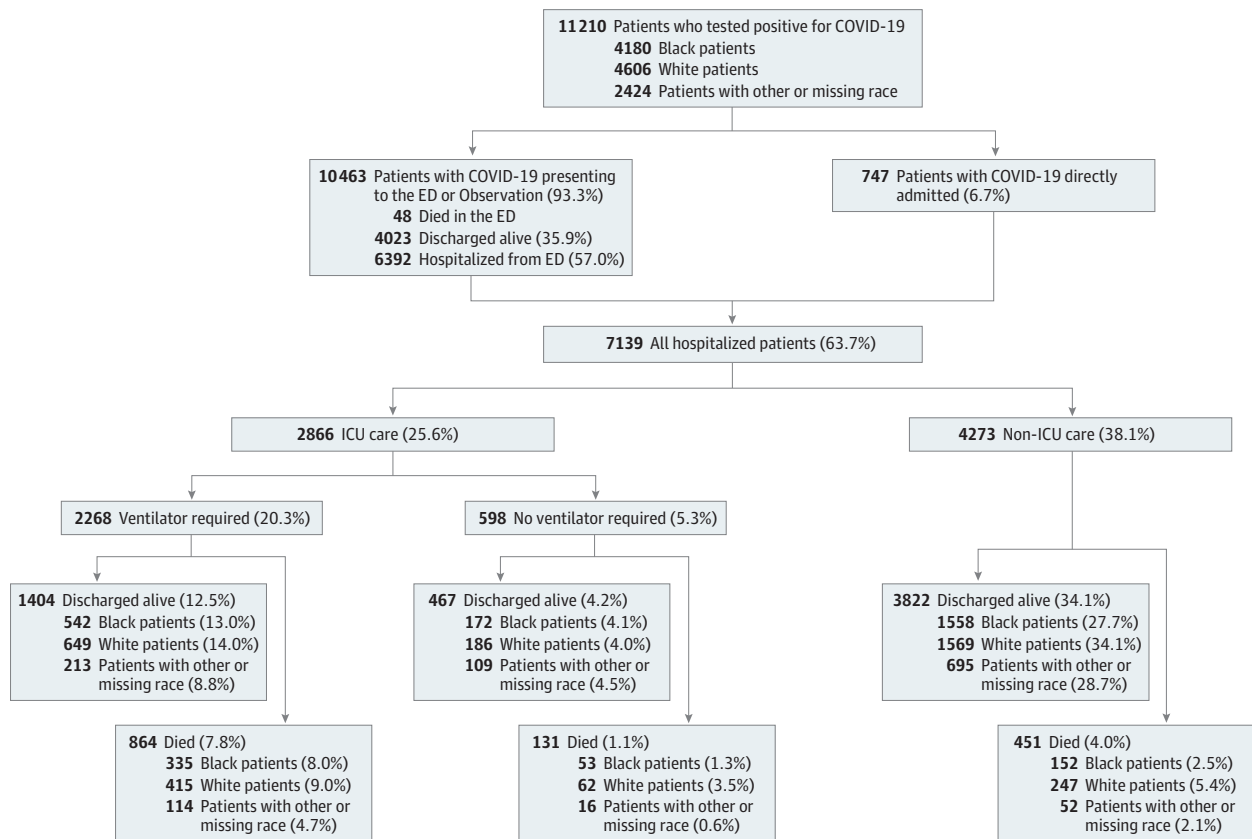 11210 Patients who tested positive for COVID-19
4180 Black patients
4606 White patients
2424 Patients with other or missing race
10463 Patients with COVID-19 presenting
to the ED or Observation (93.3%)
48 Died in the ED
4023 Discharged alive (35.9%)
6392 Hospitalized from ED (57.0%)
747 Patients with COVID-19 directly
admitted (6.7%)
7139 All hospitalized patients (63.7%)
2866 ICU care (25.6%)
4273 Non-ICU care (38.1%)
2268 Ventilator required (20.3%)
598 No ventilator required (5.3%)
1404 Discharged alive (12.5%)
542 Black patients (13.0%)
649 White patients (14.0%)
213 Patients with other or
missing race (8.8%)
467 Discharged alive (4.2%)
172 Black patients (4.1%)
186 White patients (4.0%)
109 Patients with other or
missing race (4.5%)
3822 Discharged alive (34.1%)
1558 Black patients (27.7%)
1569 White patients (34.1%)
695 Patients with other or
missing race (28.7%)
864 Died (7.8%)
335 Black patients (8.0%)
415 White patients (9.0%)
114 Patients with other or
missing race (4.7%)
131 Died (1.1%)
53 Black patients (1.3%)
62 White patients (3.5%)
16 Patients with other or
missing race (0.6%)
451 Died (4.0%)
152 Black patients (2.5%)
247 White patients (5.4%)
52 Patients with other or
missing race (2.1%)